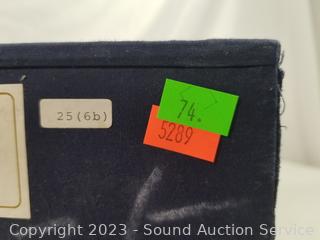 74.
25(6b)
5289
Copyright 2023 - Sound Auction Service